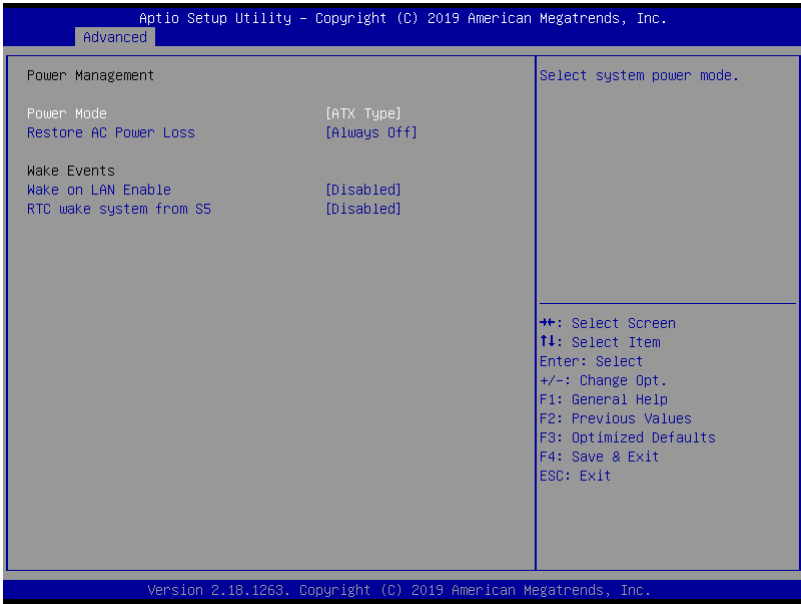 Aptio Setup Utility – Copyright (C) 2019 American Megatrends, Inc.
Advanced
Power Management
Power Mode [ATX Type]
Restore AC Power Loss [Always Off]
Wake Events
Wake on LAN Enable [Disabled]
RTC wake system from S5 [Disabled]
Select system power mode.
→←: Select Screen
↑↓: Select Item
Enter: Select
+/-: Change Opt.
F1: General Help
F2: Previous Values
F3: Optimized Defaults
F4: Save & Exit
ESC: Exit
Version 2.18.1263. Copyright (C) 2019 American Megatrends, Inc.